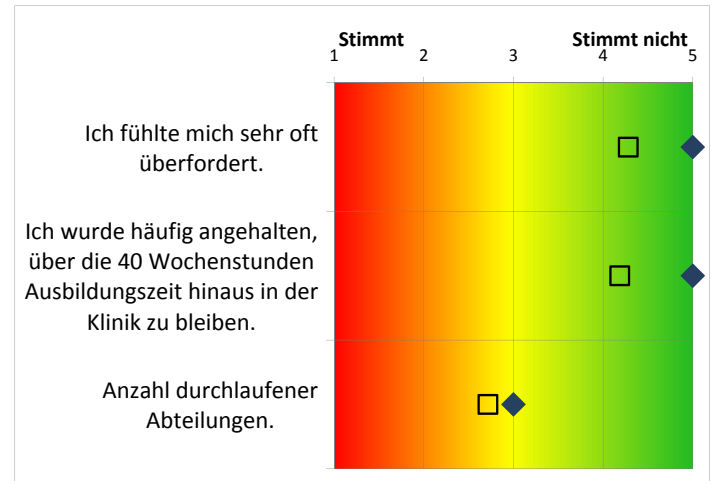 Stimmt Stimmt nicht
1 2 3 4 5
Ich fühlte mich sehr oft
überfordert.
Ich wurde häufig angehalten,
über die 40 Wochenstunden
Ausbildungszeit hinaus in der
Klinik zu bleiben.
Anzahl durchlaufener
Abteilungen.